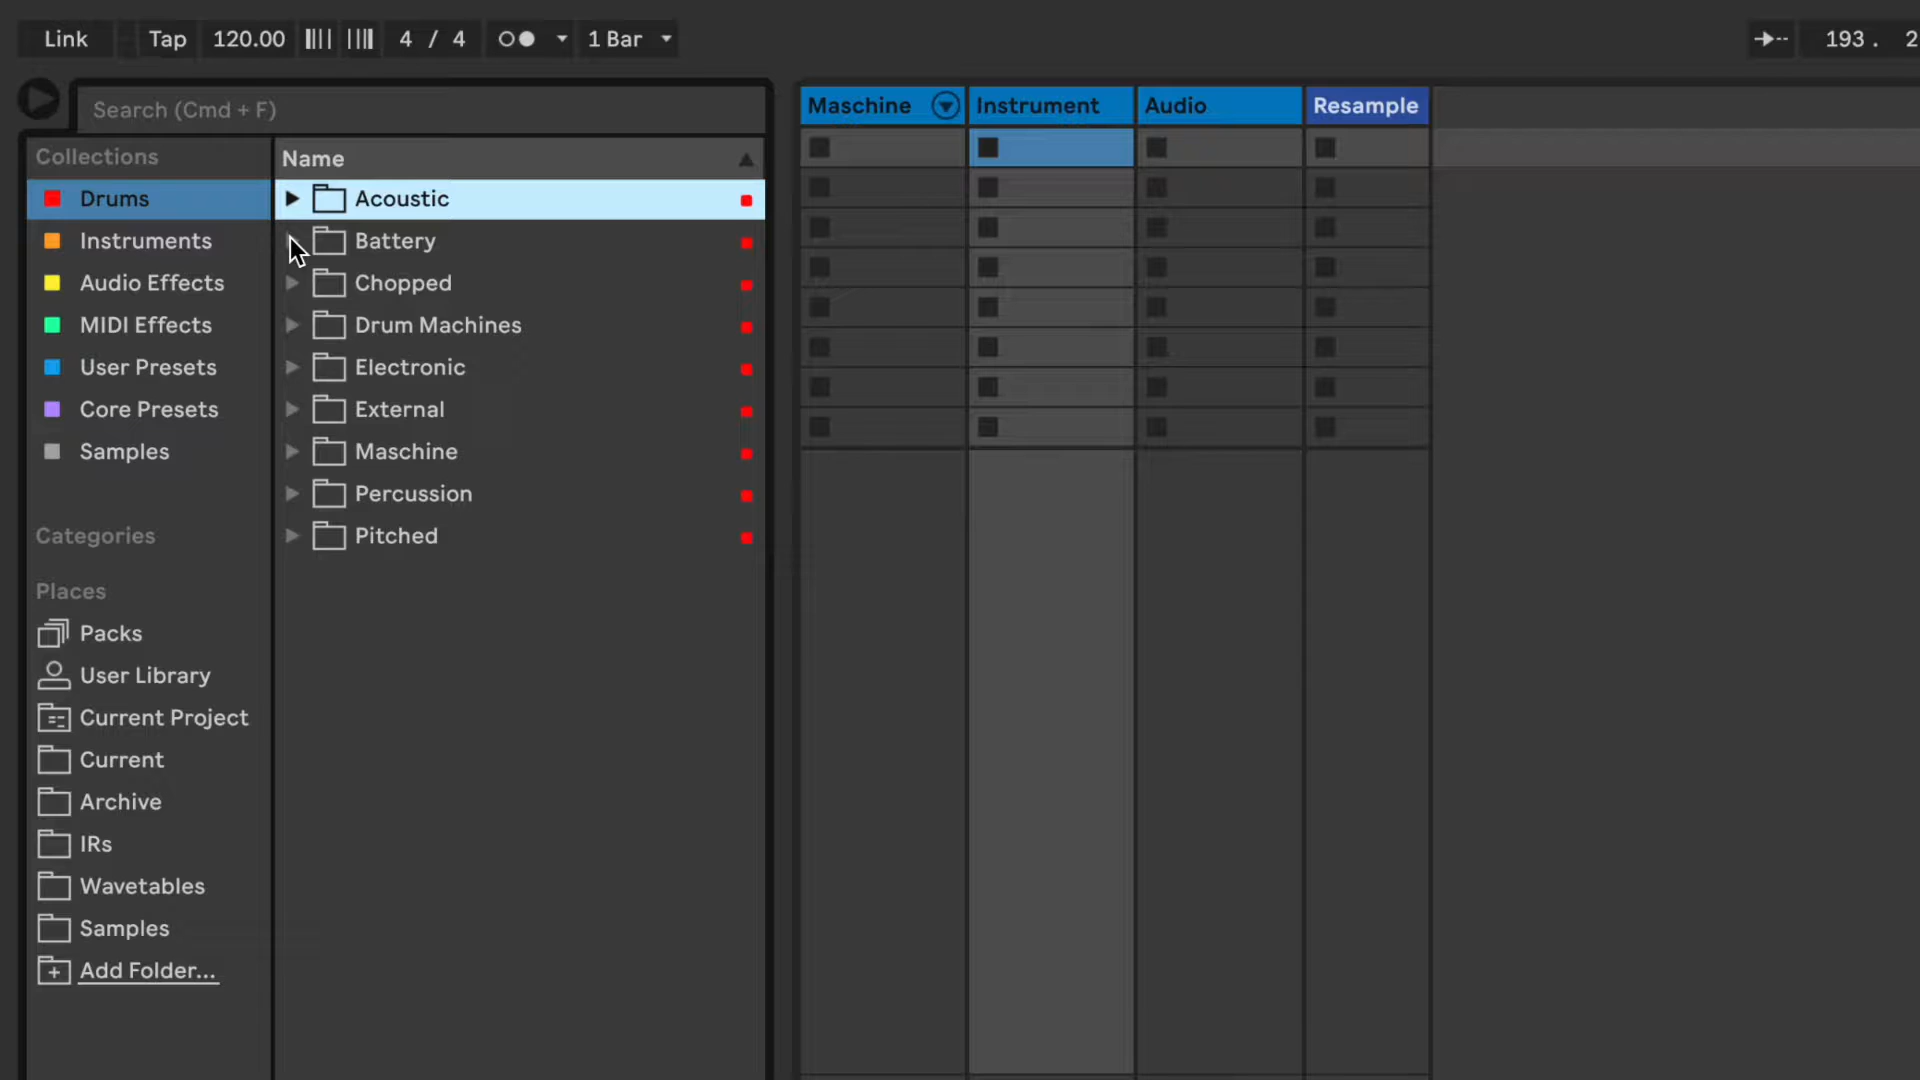 Link Tap 120.00 4 / 4 1 Bar 193 . 2
Search (Cmd + F)
Maschine Instrument Audio Resample
Collections
Drums
Instruments
Audio Effects
MIDI Effects
User Presets
Core Presets
Samples
Categories
Places
Packs
User Library
Current Project
Current
Archive
IRs
Wavetables
Samples
Add Folder...
Name
Acoustic
Battery
Chopped
Drum Machines
Electronic
External
Maschine
Percussion
Pitched